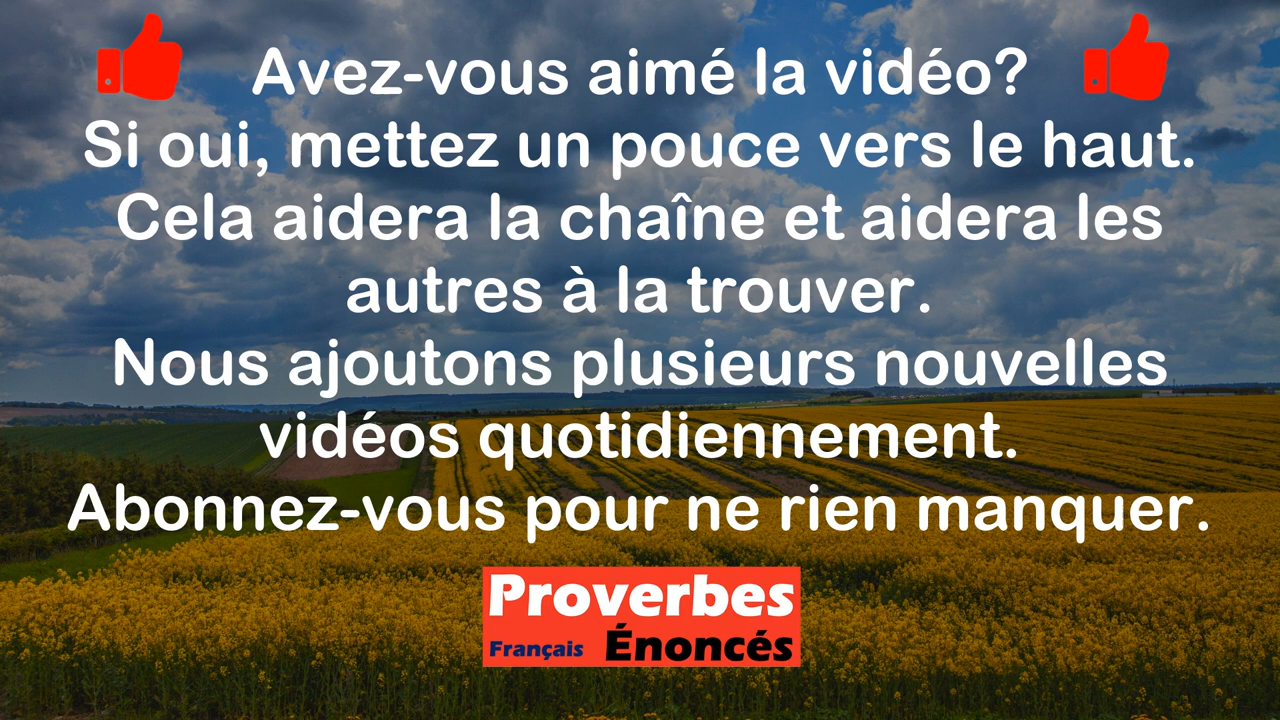 Avez-vous aimé la vidéo?
Si oui, mettez un pouce vers le haut.
Cela aidera la chaîne et aidera les
autres à la trouver.
Nous ajoutons plusieurs nouvelles
vidéos quotidiennement.
Abonnez-vous pour ne rien manquer.
Proverbes
Français Énoncés